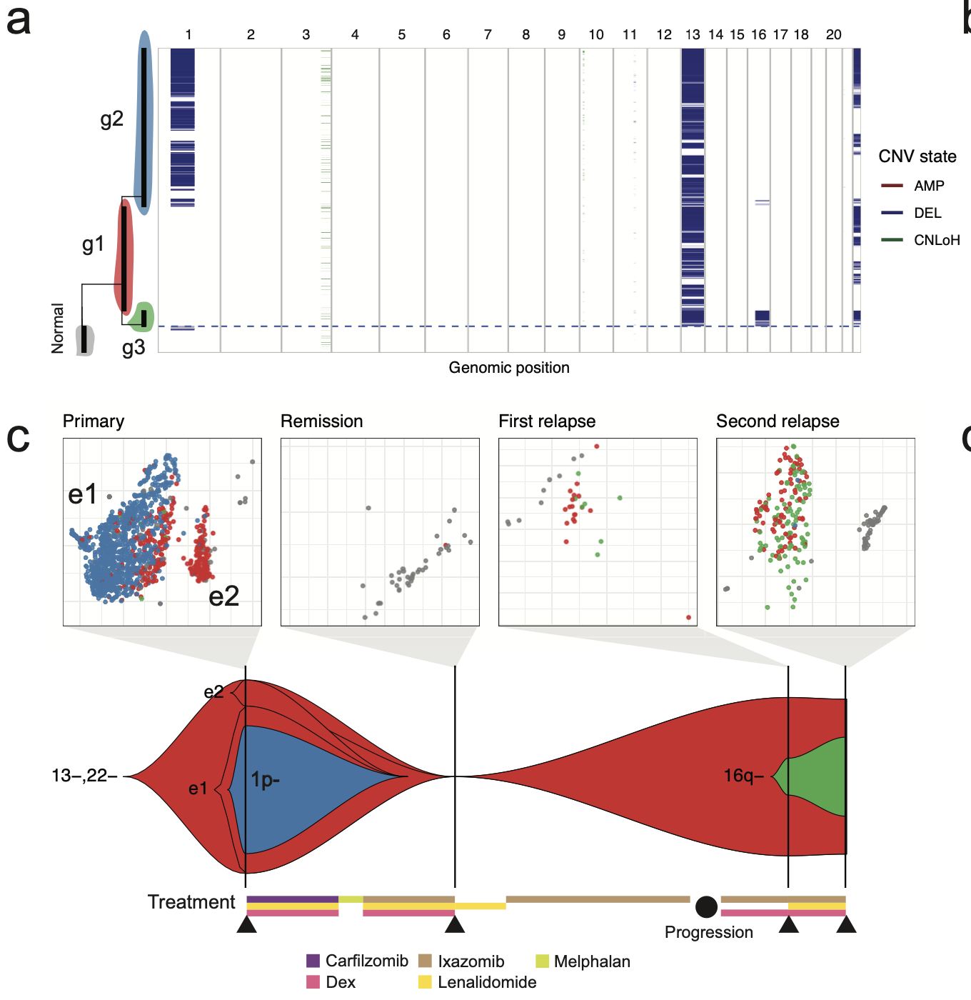 a
b
1 2 3 4 5 6 7 8 9 10 11 12 13 14 15 16 17 18 20
g2
g1
g3
Normal
Genomic position
CNV state
AMP
DEL
CNLoH
c
Primary
Remission
First relapse
Second relapse
e1
e2
e2
13–,22–
e1
1p-
16q–
Treatment
Progression
Carfilzomib
Ixazomib
Melphalan
Dex
Lenalidomide